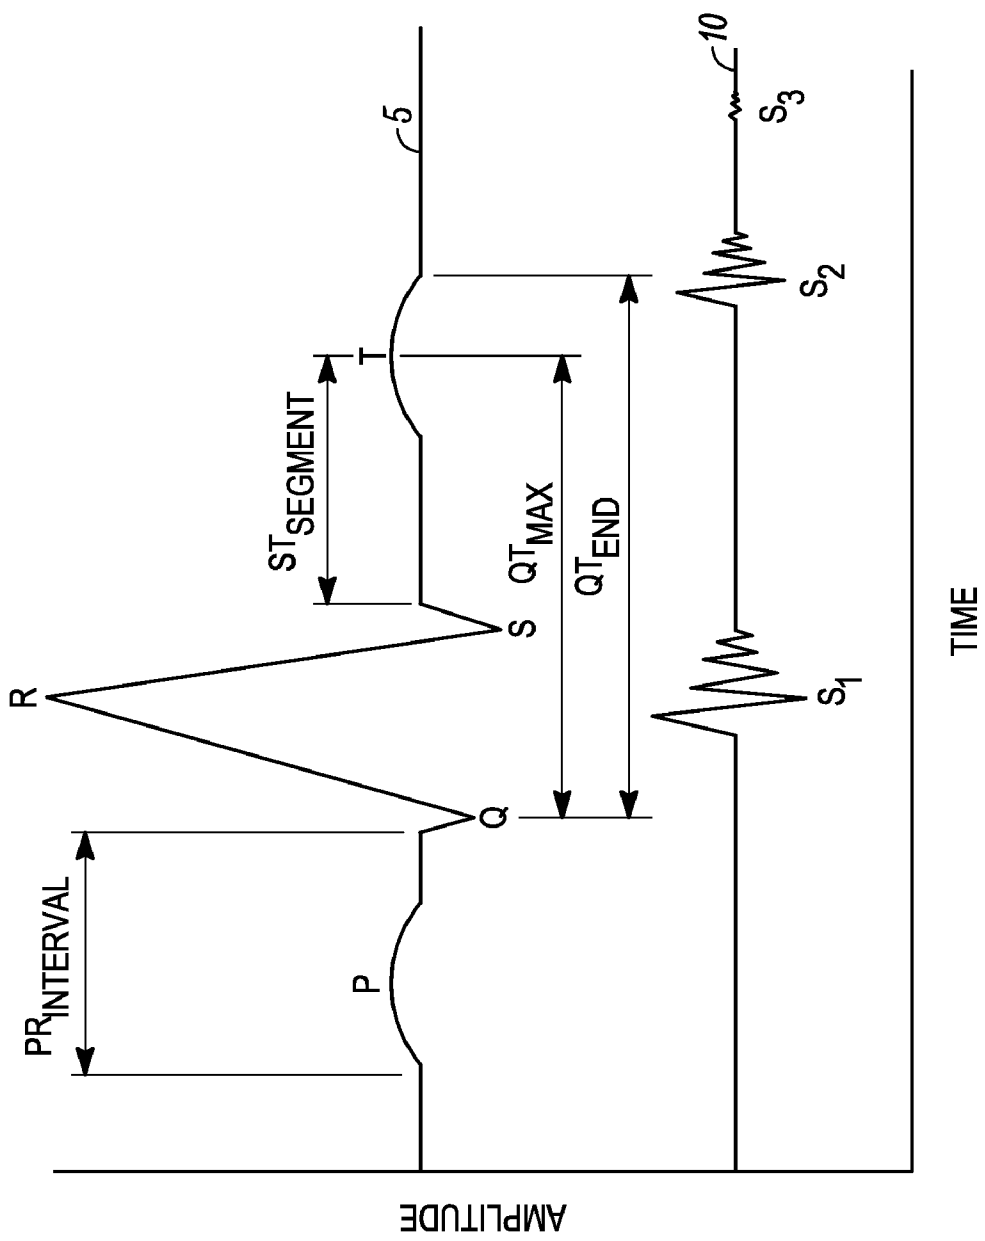 R
PR INTERVAL
ST SEGMENT
P
T
5
Q
S
QT MAX
QT END
10
S1
S2
S3
AMPLITUDE
TIME